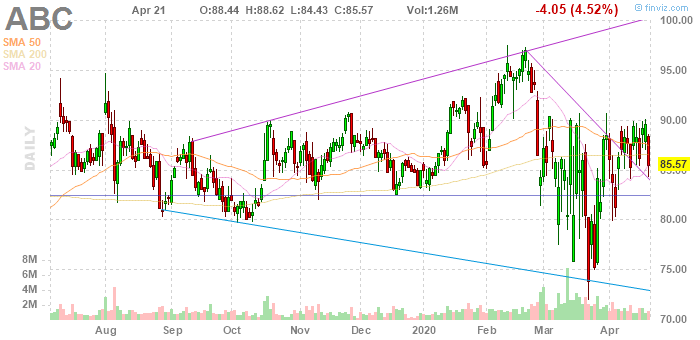 ABC Apr 21 O:88.44 H:88.62 L:84.43 C:85.57 Vol:1.26M -4.05 (4.52%) © finviz.com
SMA 50
SMA 200
SMA 20
DAILY
100.00
95.00
90.00
85.57
85.00
80.00
75.00
70.00
8M
6M
4M
2M
Aug Sep Oct Nov Dec 2020 Feb Mar Apr